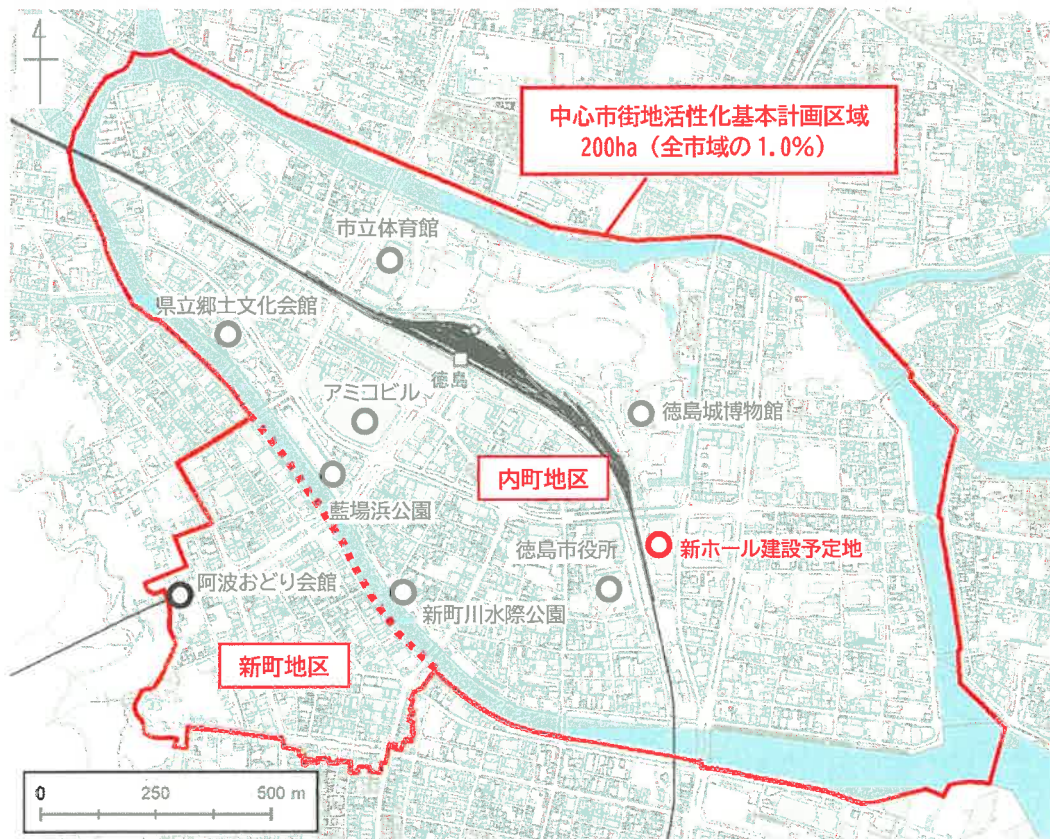 4
中心市街地活性化基本計画区域
200ha(全市域の1.0%)
市立体育館
県立郷土文化会館
徳島
アミコビル
徳島城博物館
内町地区
藍場浜公園
徳島市役所
新ホール建設予定地
阿波おどり会館
新町川水際公園
新町地区
0 250 500 m